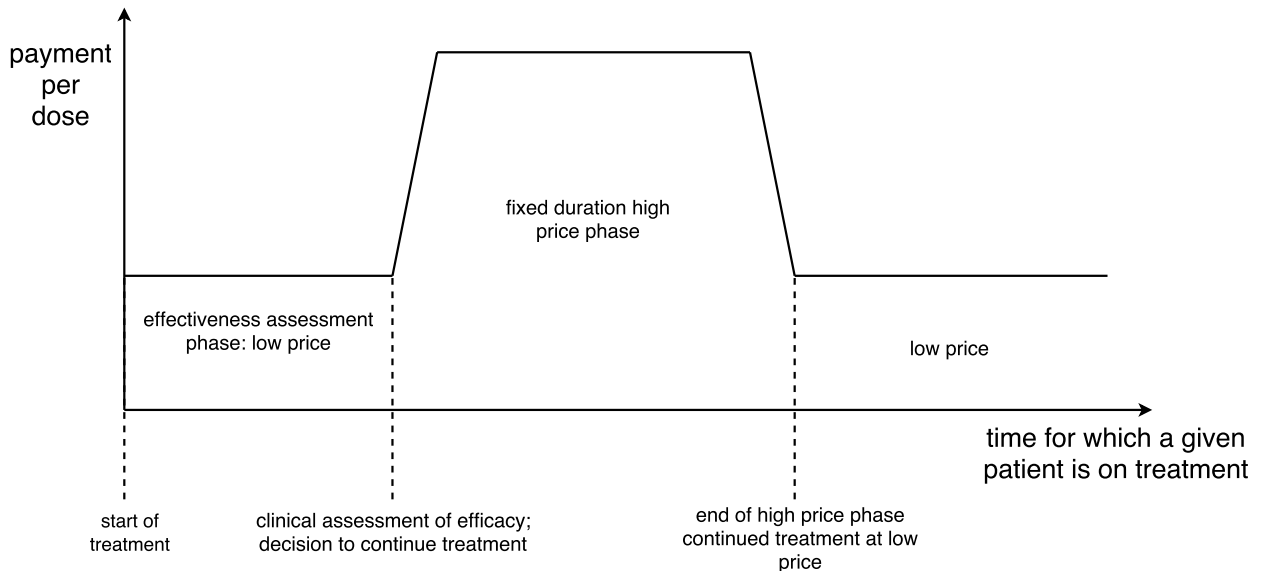 payment
per
dose
fixed duration high
price phase
effectiveness assessment
phase: low price
low price
time for which a given
patient is on treatment
start of
treatment
clinical assessment of efficacy;
decision to continue treatment
end of high price phase
continued treatment at low
price